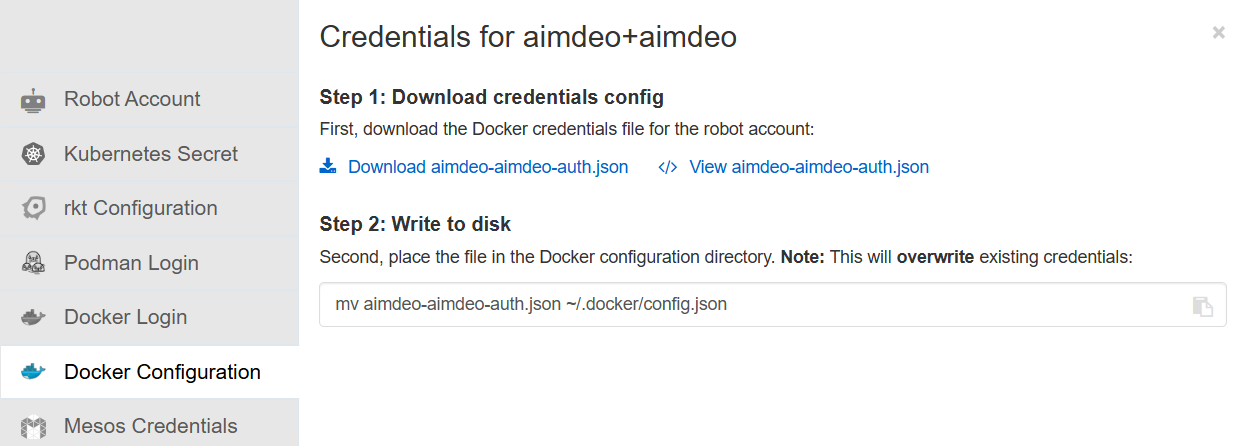 Credentials for aimdeo+aimdeo
×
Robot Account
Kubernetes Secret
rkt Configuration
Podman Login
Docker Login
Docker Configuration
Mesos Credentials
Step 1: Download credentials config
First, download the Docker credentials file for the robot account:
Download aimdeo-aimdeo-auth.json </> View aimdeo-aimdeo-auth.json
Step 2: Write to disk
Second, place the file in the Docker configuration directory. Note: This will overwrite existing credentials:
mv aimdeo-aimdeo-auth.json ~/.docker/config.json